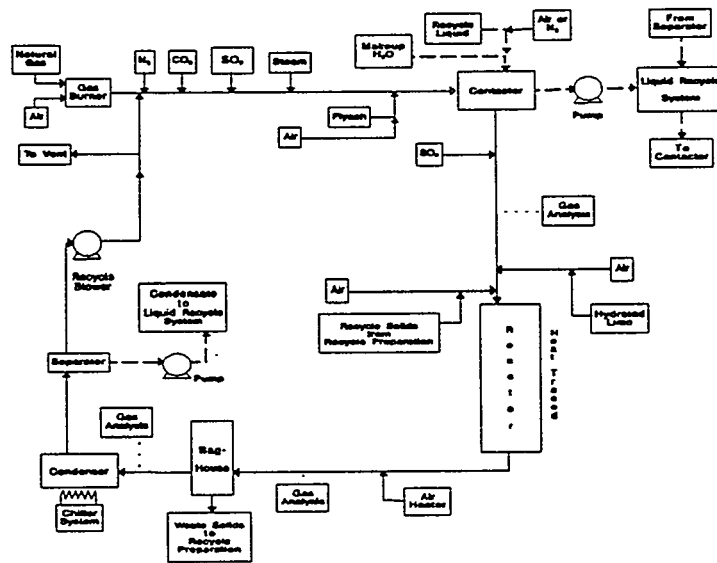 Natural
Gas
Air
Gas
Burner
N₂
CO₂
SO₂
Steam
Recycle
Liquid
Air or
N₂
Makeup
H₂O
Contactor
Pump
From
Separator
Liquid Recycle
System
To
Contactor
Flyash
Air
SO₂
Gas
Analysis
To Vent
Recycle
Blower
Condensate
to
Liquid Recycle
System
Separator
Pump
Air
Recycle Solids
from
Recycle Preparation
Air
Hydrated
Lime
Reactor
Heat Traced
Gas
Analysis
Condenser
Chiller
System
Bag-
House
Waste Solids
to
Recycle
Preparation
Gas
Analysis
Air
Heater